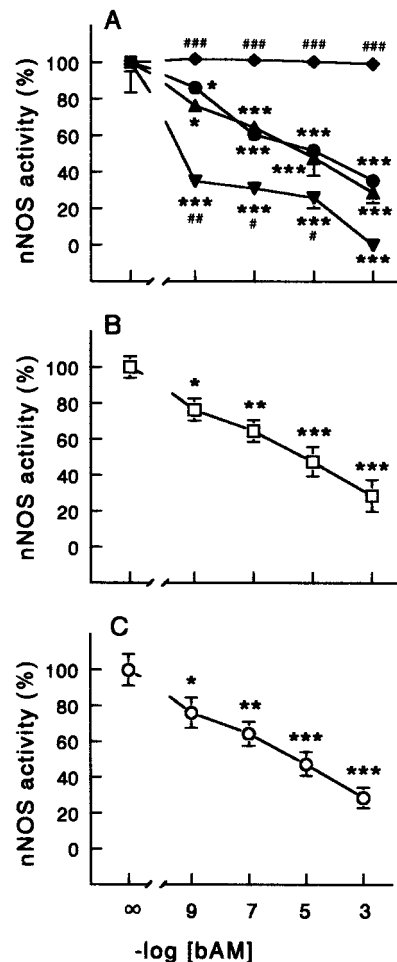 A
nNOS activity (%)
100
80
60
40
20
0
### ### ### ###
*
*
***
***
***
***
***
***
*** *** *** ***
## # #
B
nNOS activity (%)
100
80
60
40
20
0
* ** *** ***
C
nNOS activity (%)
100
80
60
40
20
0
* ** *** ***
∞ 9 7 5 3
-log [bAM]